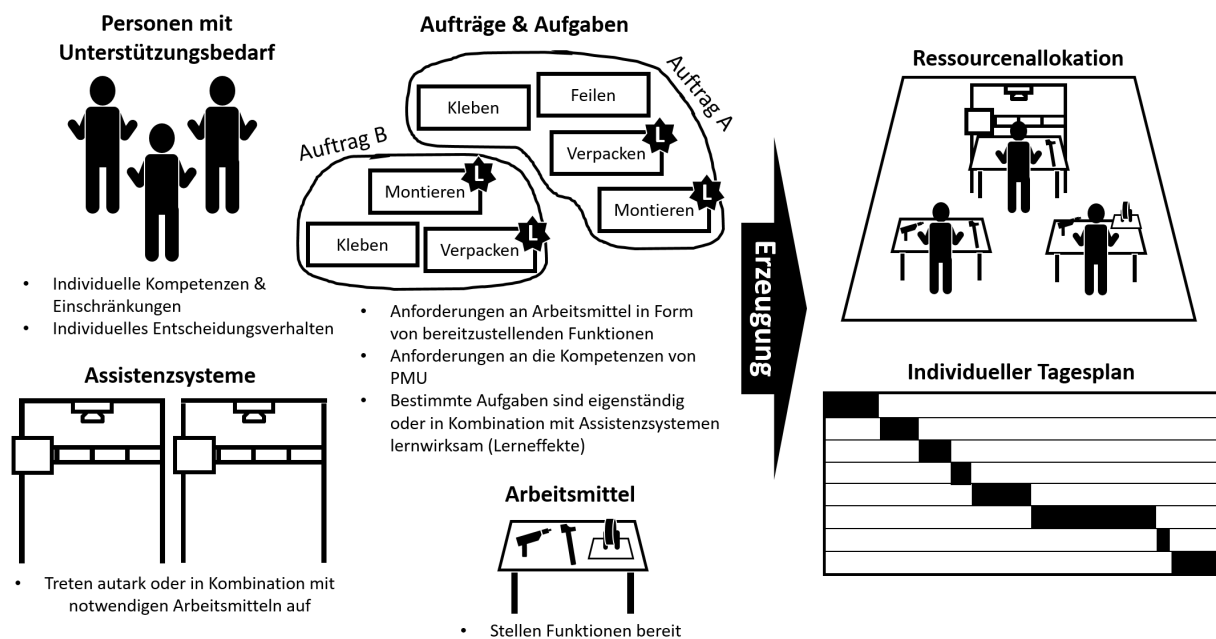 Personen mit
Unterstützungsbedarf
• Individuelle Kompetenzen &
Einschränkungen
• Individuelles Entscheidungsverhalten
Assistenzsysteme
• Treten autark oder in Kombination mit
notwendigen Arbeitsmitteln auf
Aufträge & Aufgaben
Auftrag A
Kleben
Feilen
Verpacken
L
Montieren
L
Auftrag B
Montieren
L
Kleben
Verpacken
L
• Anforderungen an Arbeitsmittel in Form
von bereitzustellenden Funktionen
• Anforderungen an die Kompetenzen von
PMU
• Bestimmte Aufgaben sind eigenständig
oder in Kombination mit Assistenzsystemen
lernwirksam (Lerneffekte)
Arbeitsmittel
• Stellen Funktionen bereit
Erzeugung
Ressourcenallokation
Individueller Tagesplan